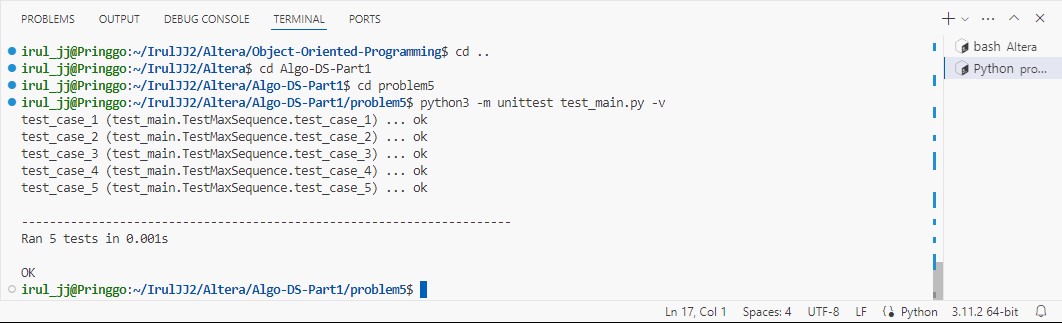 PROBLEMS OUTPUT DEBUG CONSOLE TERMINAL PORTS
irul_jj@Pringgo:~/IrulJJ2/Altera/Object-Oriented-Programming$ cd ..
irul_jj@Pringgo:~/IrulJJ2/Altera$ cd Algo-DS-Part1
irul_jj@Pringgo:~/IrulJJ2/Altera/Algo-DS-Part1$ cd problem5
irul_jj@Pringgo:~/IrulJJ2/Altera/Algo-DS-Part1/problem5$ python3 -m unittest test_main.py -v
test_case_1 (test_main.TestMaxSequence.test_case_1) ... ok
test_case_2 (test_main.TestMaxSequence.test_case_2) ... ok
test_case_3 (test_main.TestMaxSequence.test_case_3) ... ok
test_case_4 (test_main.TestMaxSequence.test_case_4) ... ok
test_case_5 (test_main.TestMaxSequence.test_case_5) ... ok
----------------------------------------------------------------------
Ran 5 tests in 0.001s
OK
irul_jj@Pringgo:~/IrulJJ2/Altera/Algo-DS-Part1/problem5$
bash Altera
Python pro...
Ln 17, Col 1 Spaces: 4 UTF-8 LF Python 3.11.2 64-bit